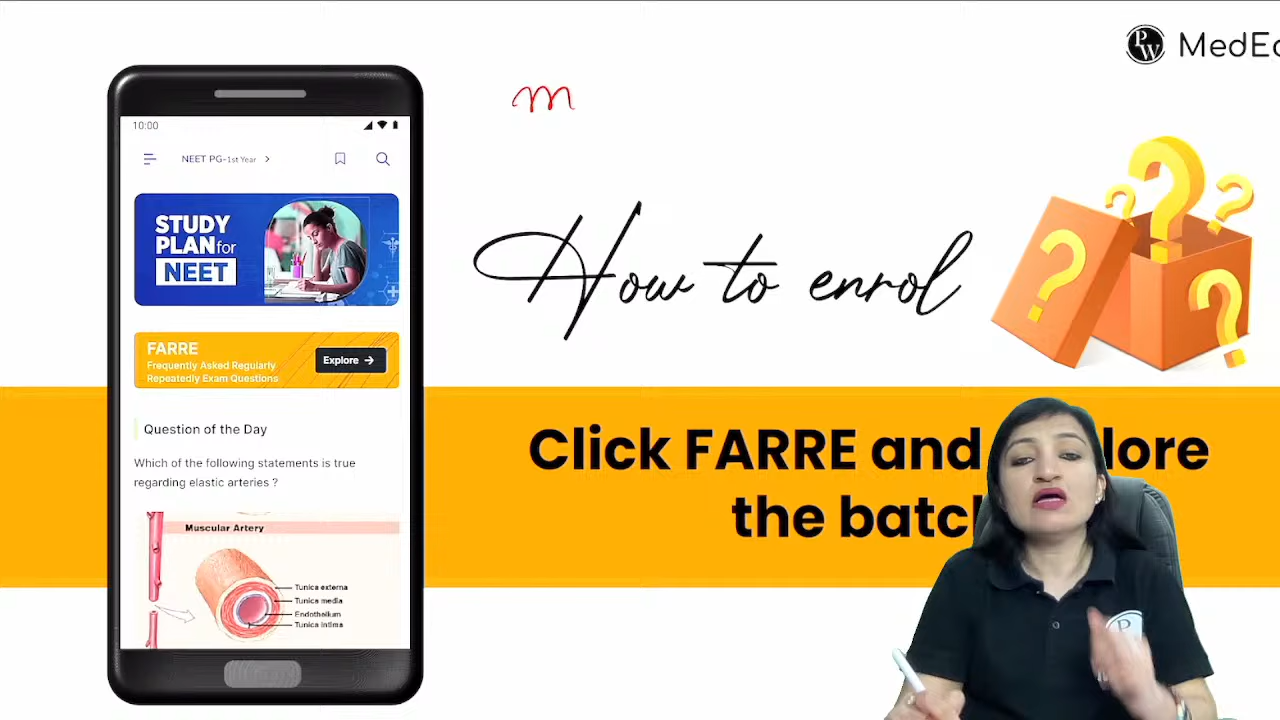 PW MedEd
m
10:00
NEET PG-1st Year >
STUDY
PLAN for
NEET
FARRE
Frequently Asked Regularly
Repeatedly Exam Questions
Explore →
Question of the Day
Which of the following statements is true
regarding elastic arteries ?
Muscular Artery
Tunica externa
Tunica media
Endothelium
Tunica intima
How to enrol
Click FARRE and lore
the batc
P